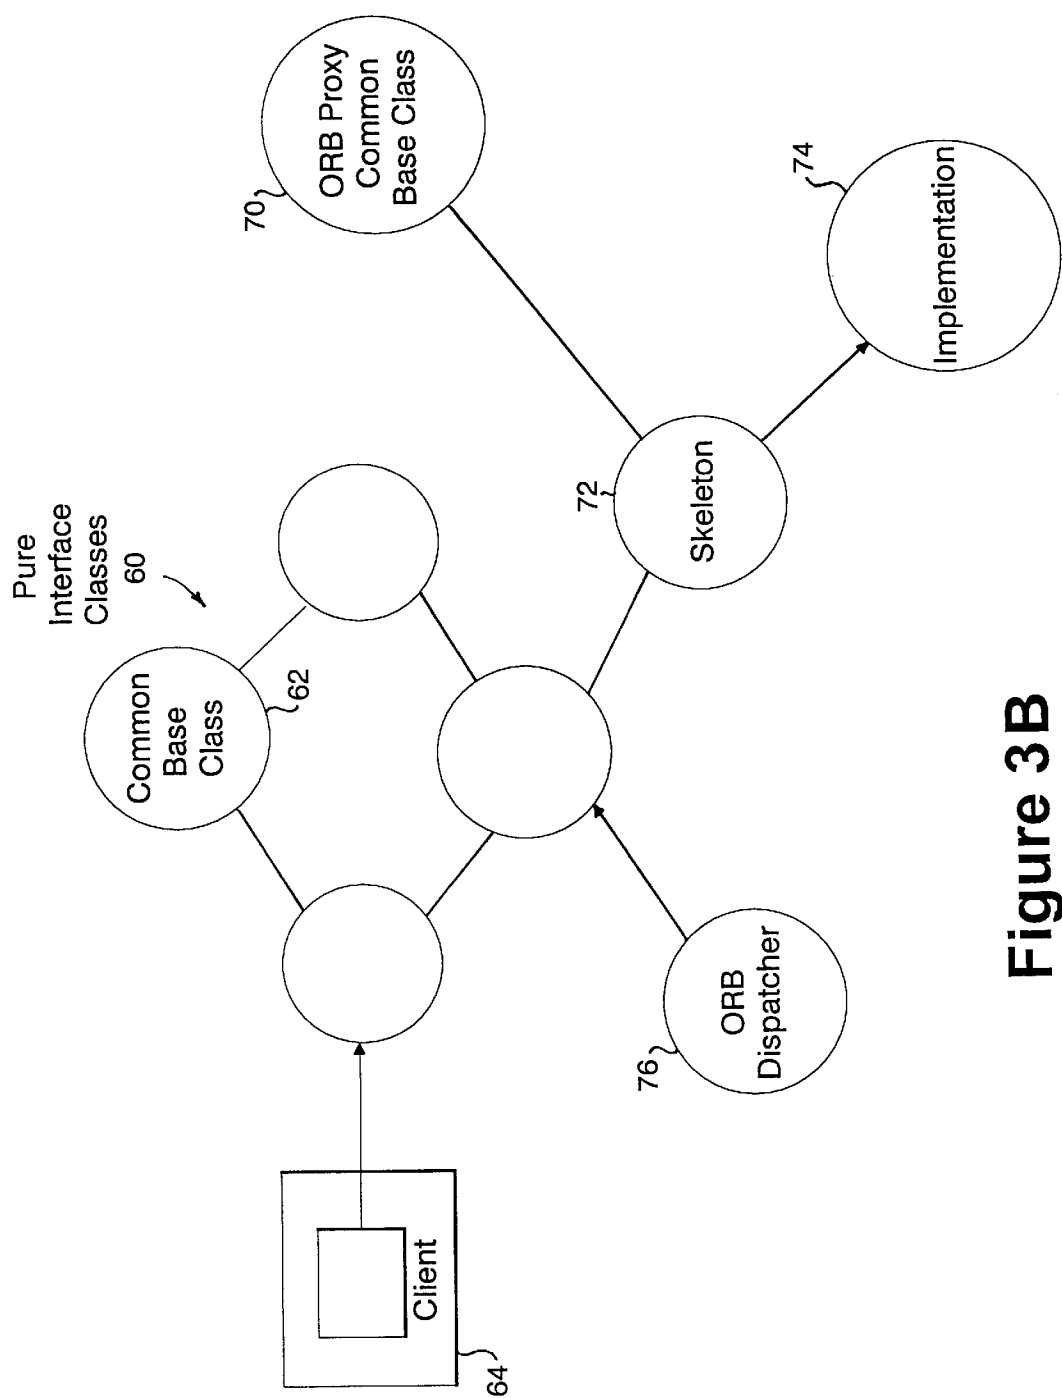 Pure
Interface
Classes
60
Common
Base
Class
62
70
ORB Proxy
Common
Base Class
Client
64
72
Skeleton
74
Implementation
76
ORB
Dispatcher
Figure 3B